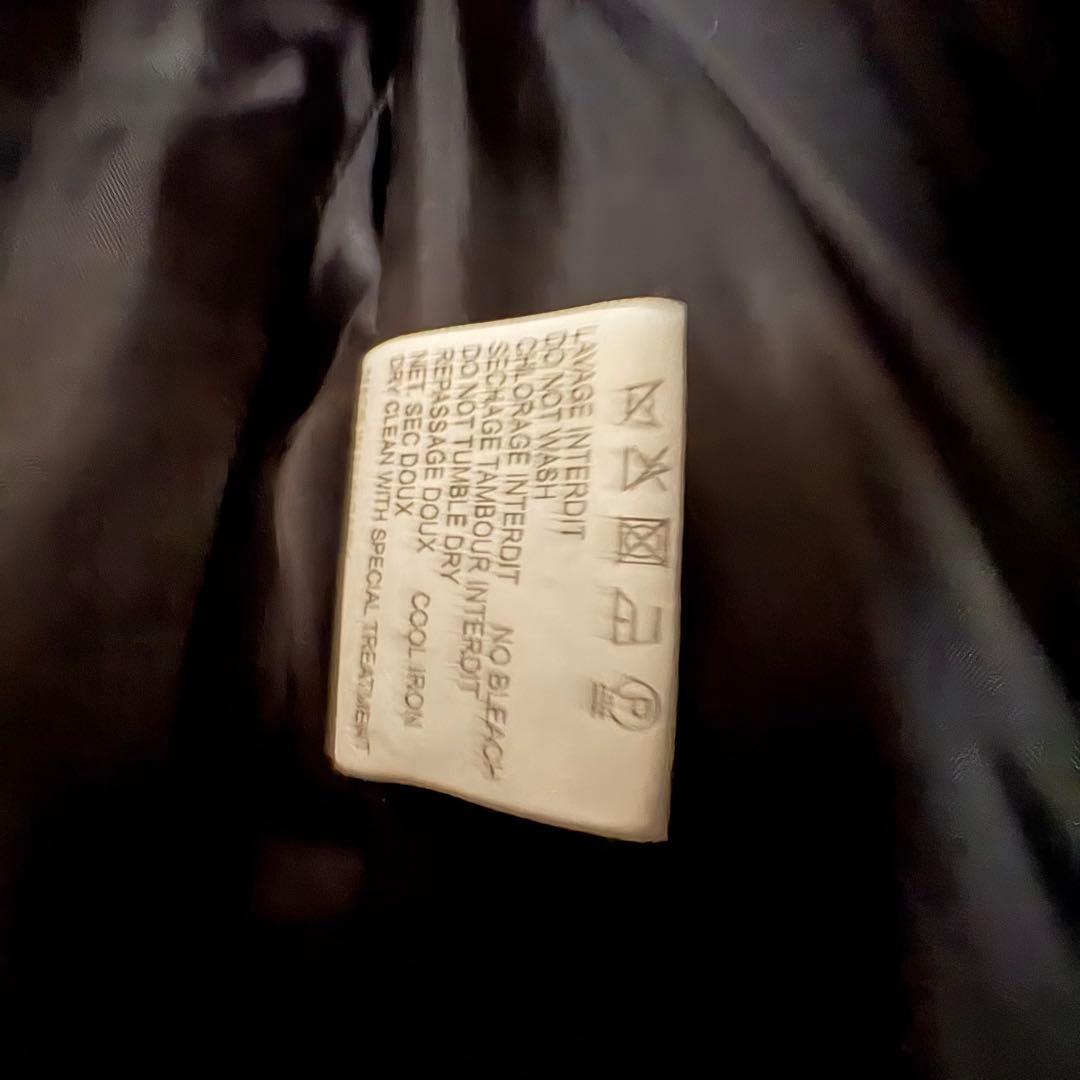 P
LAVAGE INTERDIT
DO NOT WASH
CHLORAGE INTERDIT NO BLEACH
SECHAGE TAMBOUR INTERDIT
DO NOT TUMBLE DRY
REPASSAGE DOUX COOL IRON
NET. SEC DOUX
DRY CLEAN WITH SPECIAL TREATMENT